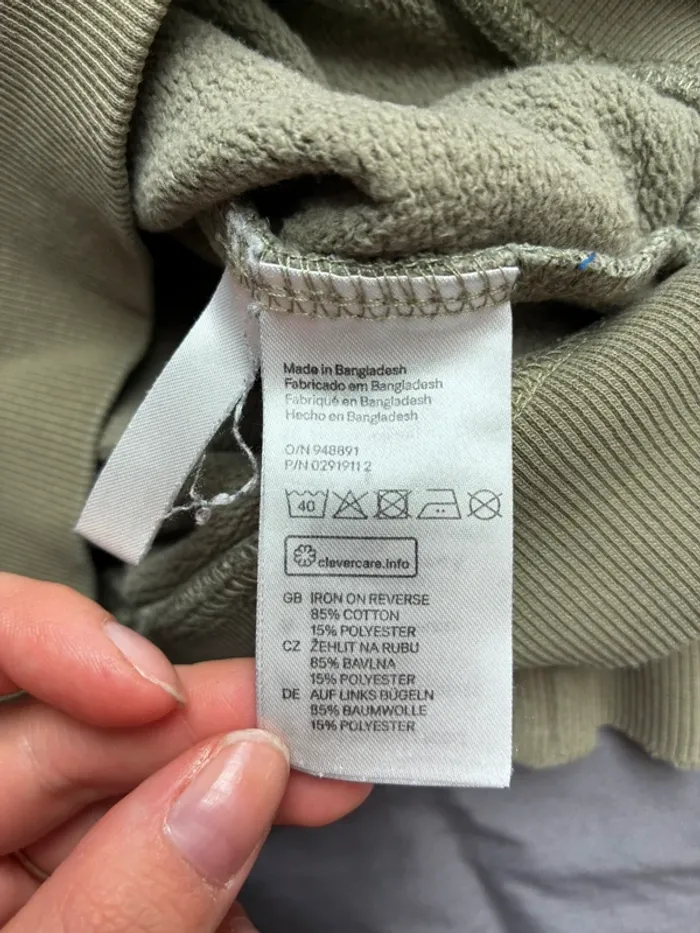 Made in Bangladesh
Fabricado em Bangladesh
Fabriqué en Bangladesh
Hecho en Bangladesh
O/N 948891
P/N 0291911 2
40
clevercare.info
GB IRON ON REVERSE
85% COTTON
15% POLYESTER
CZ ŽEHLIT NA RUBU
85% BAVLNA
15% POLYESTER
DE AUF LINKS BÜGELN
85% BAUMWOLLE
15% POLYESTER